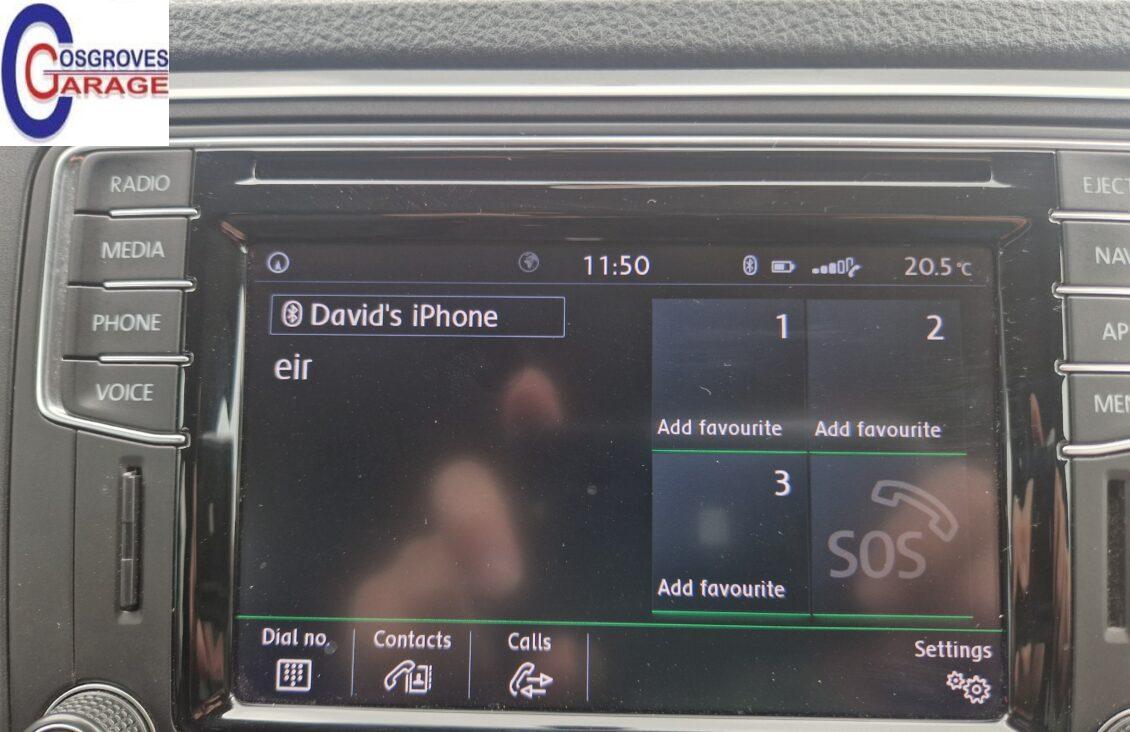 COSGROVES
GARAGE
RADIO
MEDIA
PHONE
VOICE
EJECT
11:50
20.5°C
David's iPhone
eir
1
2
Add favourite
Add favourite
3
SOS
Add favourite
Dial no.
Contacts
Calls
Settings